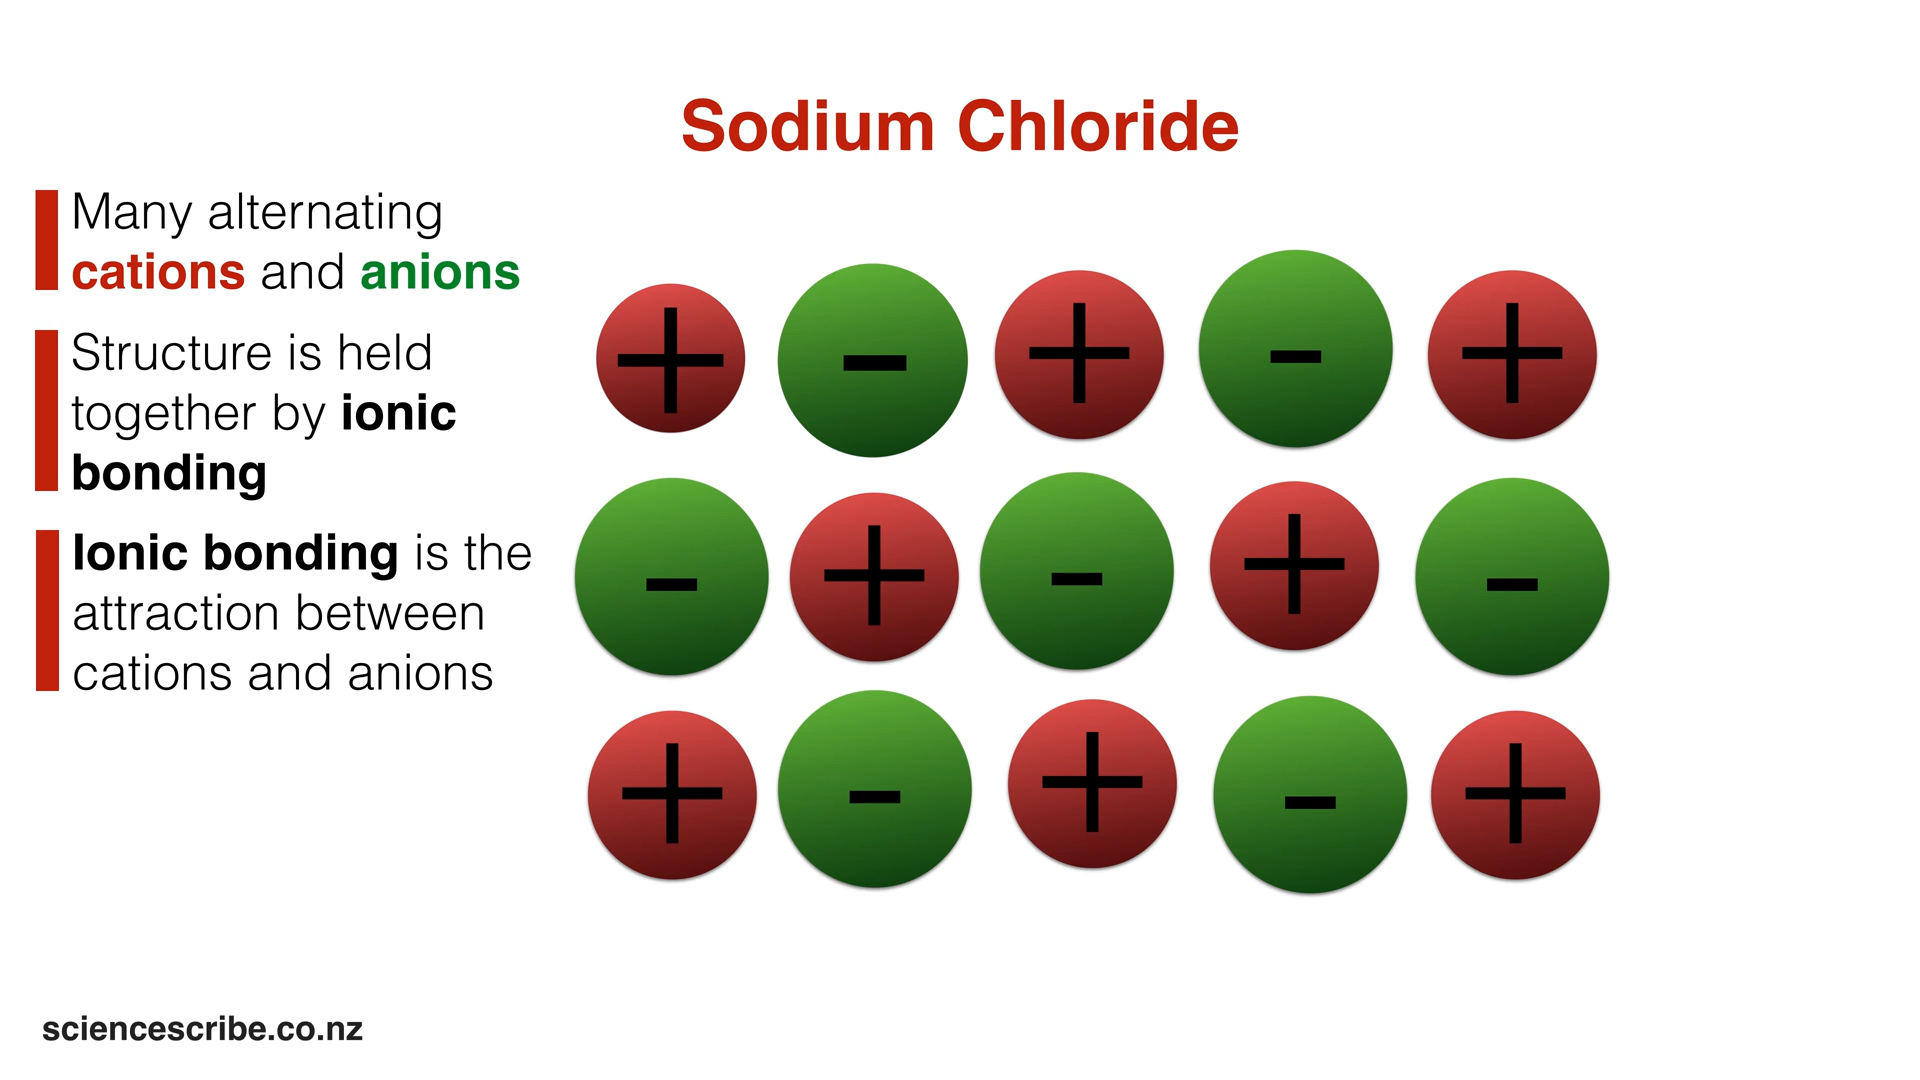 Sodium Chloride
Many alternating
cations and anions
Structure is held
together by ionic
bonding
Ionic bonding is the
attraction between
cations and anions
+ - + - +
- + - + -
+ - + - +
sciencescribe.co.nz